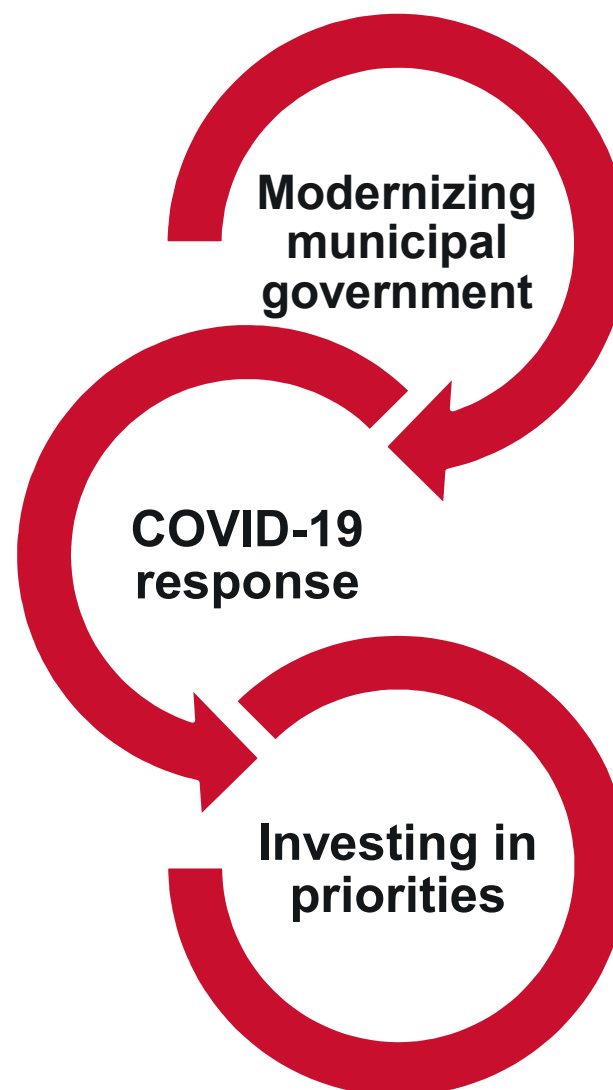 Modernizing
municipal
government
COVID-19
response
Investing in
priorities